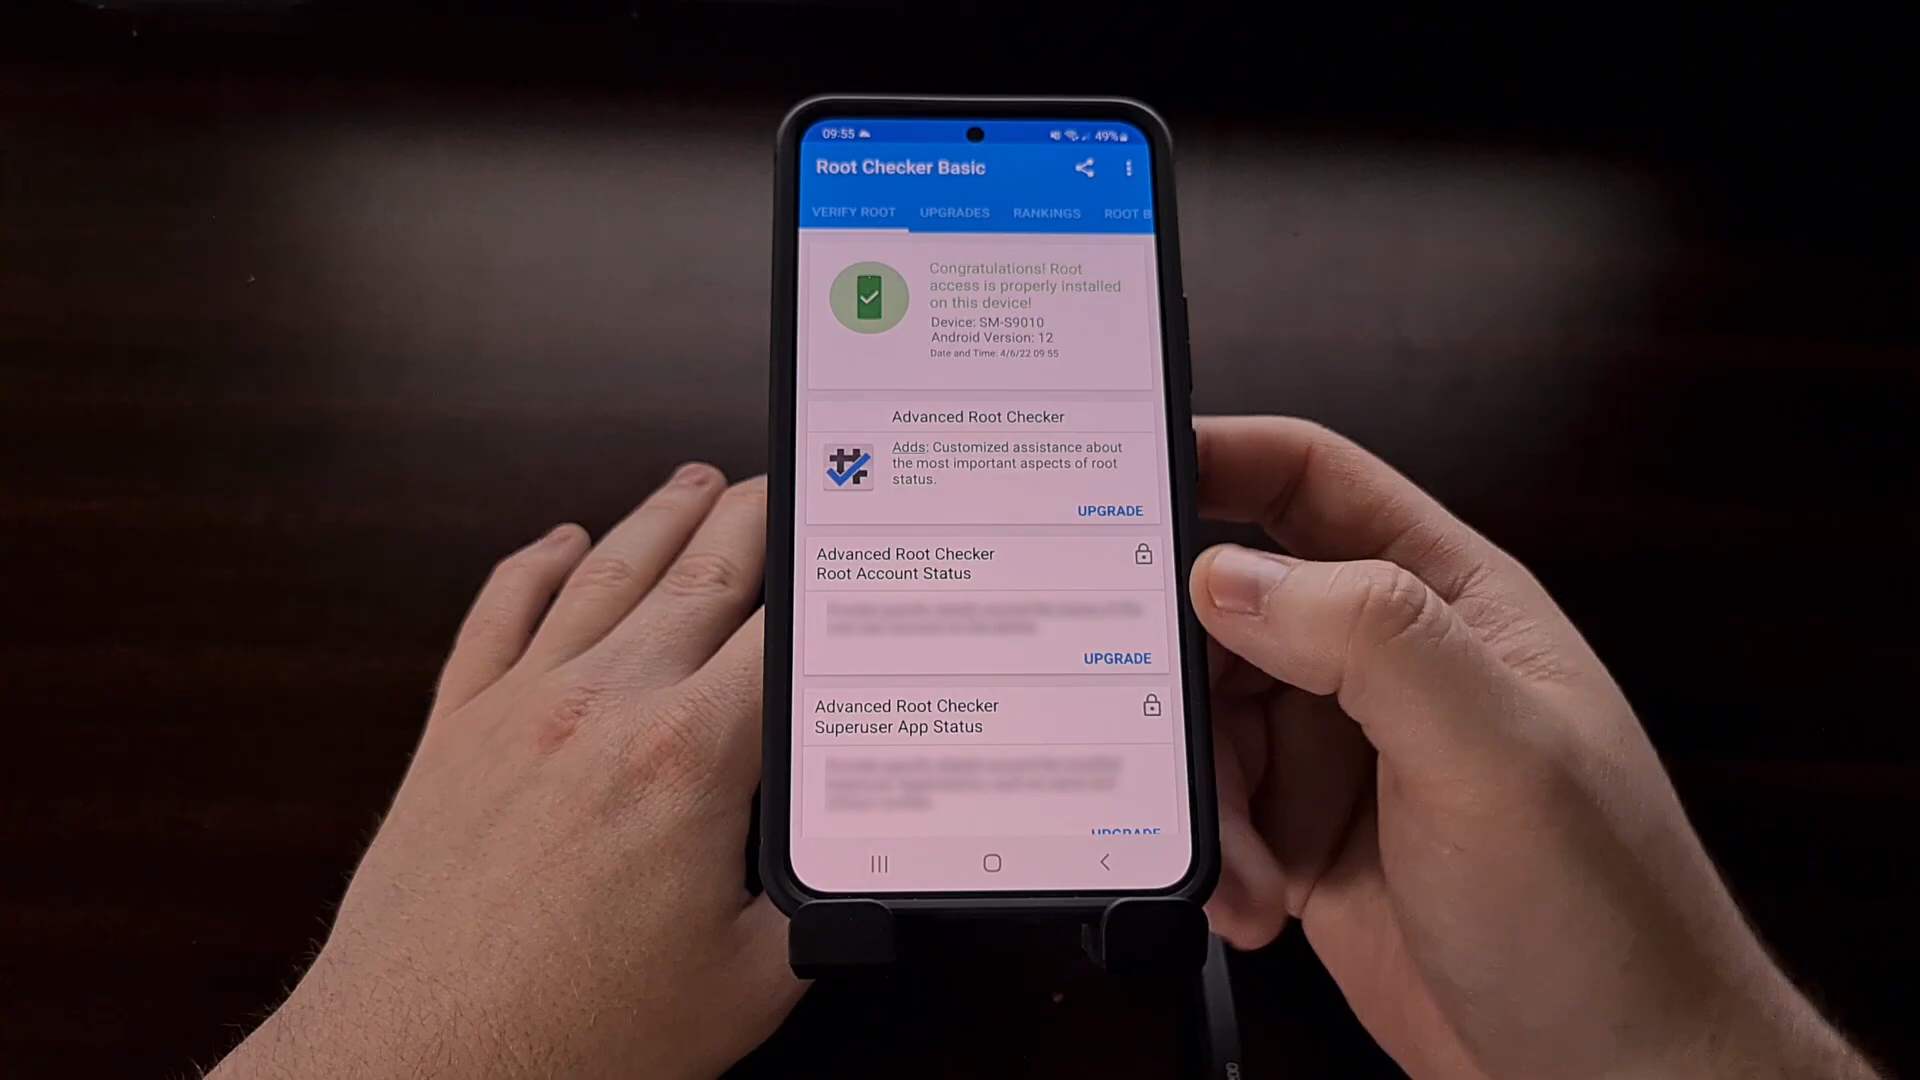 09:55
49%
Root Checker Basic
VERIFY ROOT
UPGRADES
RANKINGS
ROOT B
Congratulations! Root
access is properly installed
on this device!
Device: SM-S9010
Android Version: 12
Date and Time: 4/6/22 09:55
Advanced Root Checker
Adds: Customized assistance about
the most important aspects of root
status.
UPGRADE
Advanced Root Checker
Root Account Status
UPGRADE
Advanced Root Checker
Superuser App Status
UPGRADE